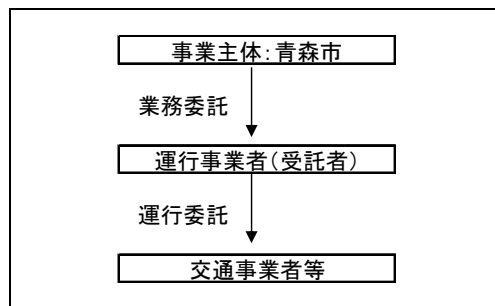 事業主体：青森市
業務委託
運行事業者（受託者）
運行委託
交通事業者等